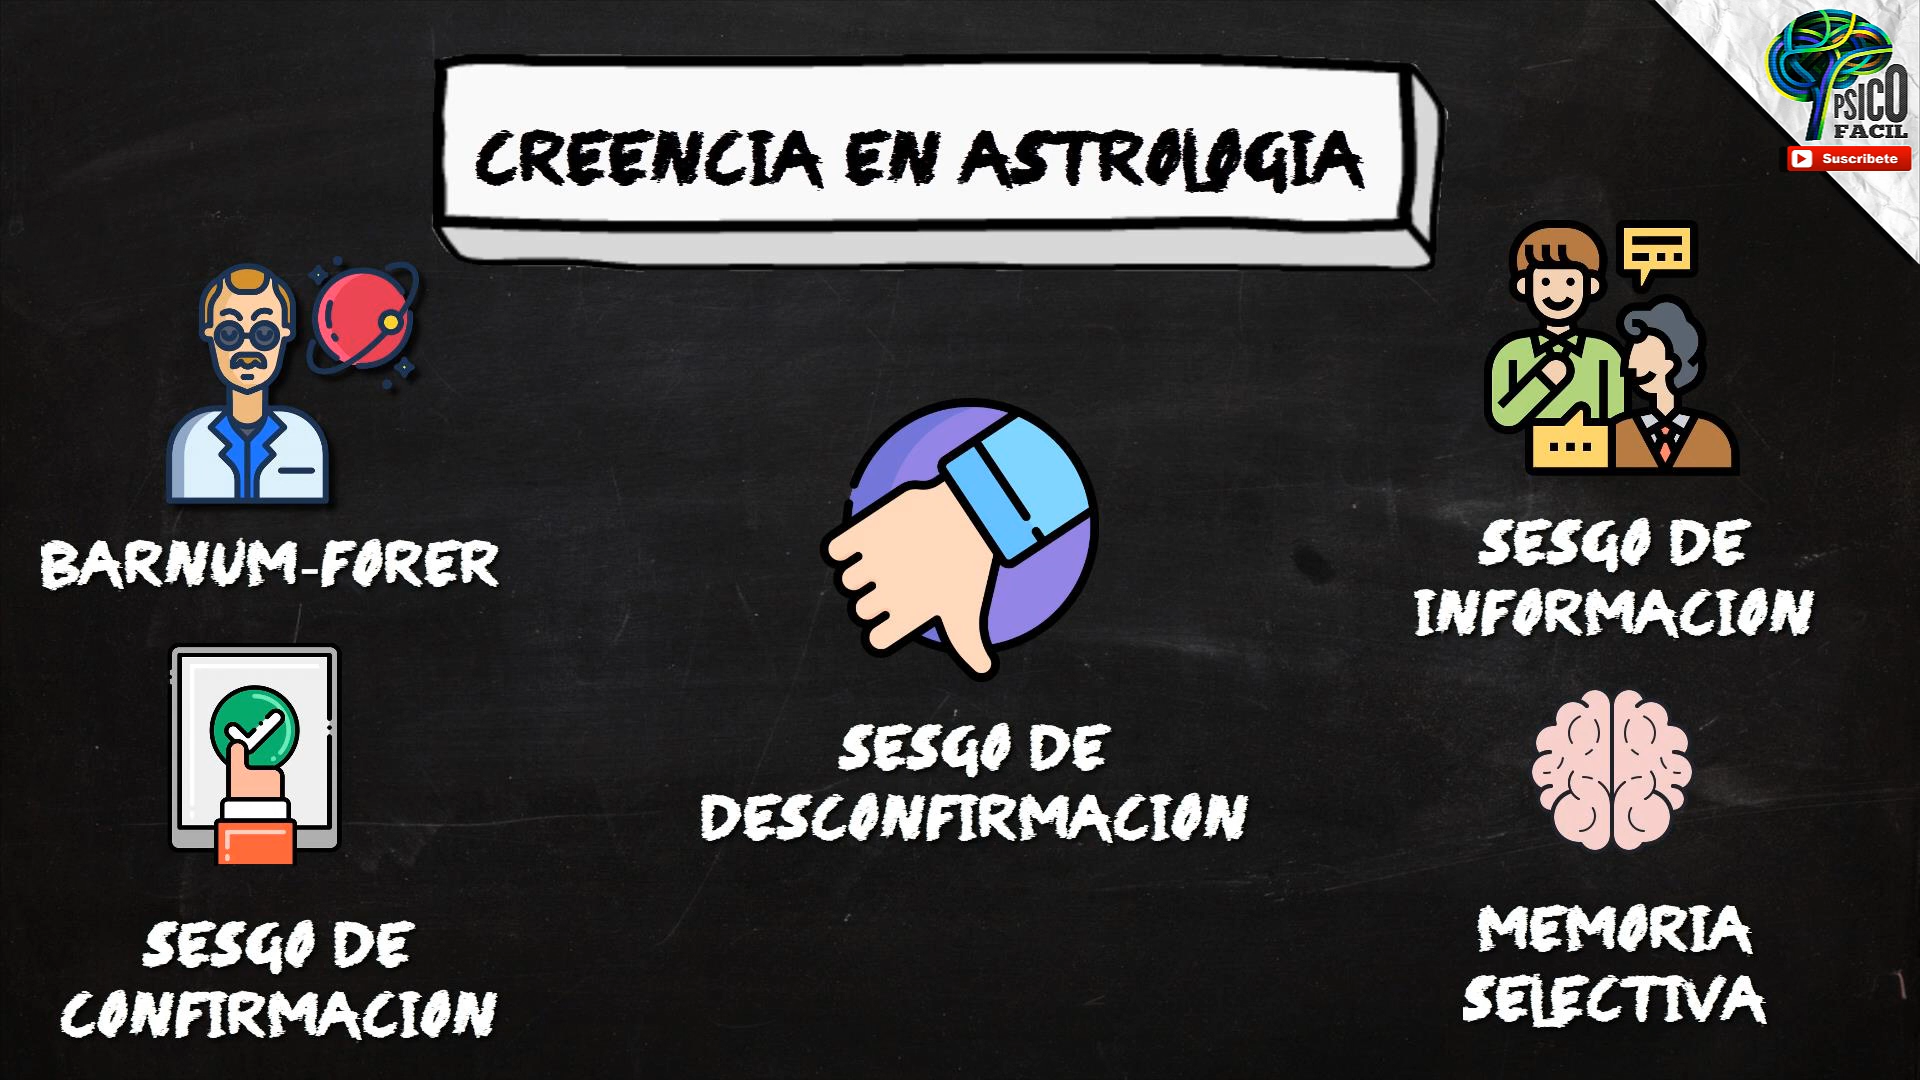 CREENCIA EN ASTROLOGIA
PSICO
FACIL
Suscribete
BARNUM-FORER
SESGO DE
INFORMACION
SESGO DE
DESCONFIRMACION
SESGO DE
CONFIRMACION
MEMORIA
SELECTIVA